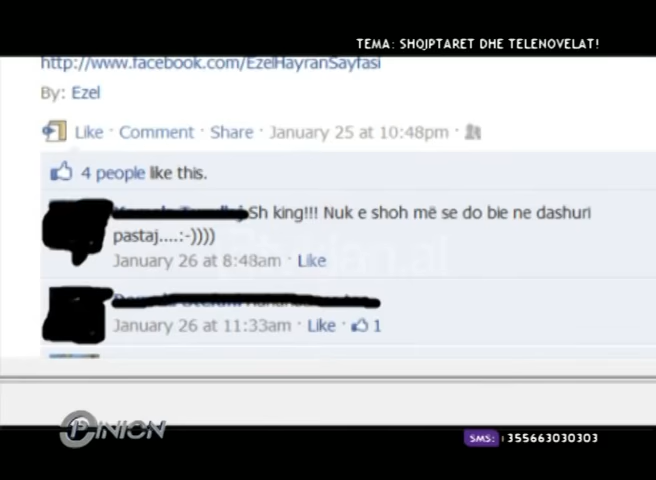 TEMA: SHQIPTARET DHE TELENOVELAT!
http://www.facebook.com/EzelHayranSayfasi
By: Ezel
Like · Comment · Share · January 25 at 10:48pm ·
4 people like this.
Sh king!!! Nuk e shoh më se do bie ne dashuri
pastaj....:-))))
January 26 at 8:48am · Like
January 26 at 11:33am · Like · 1
OPINION
SMS: +355663030303